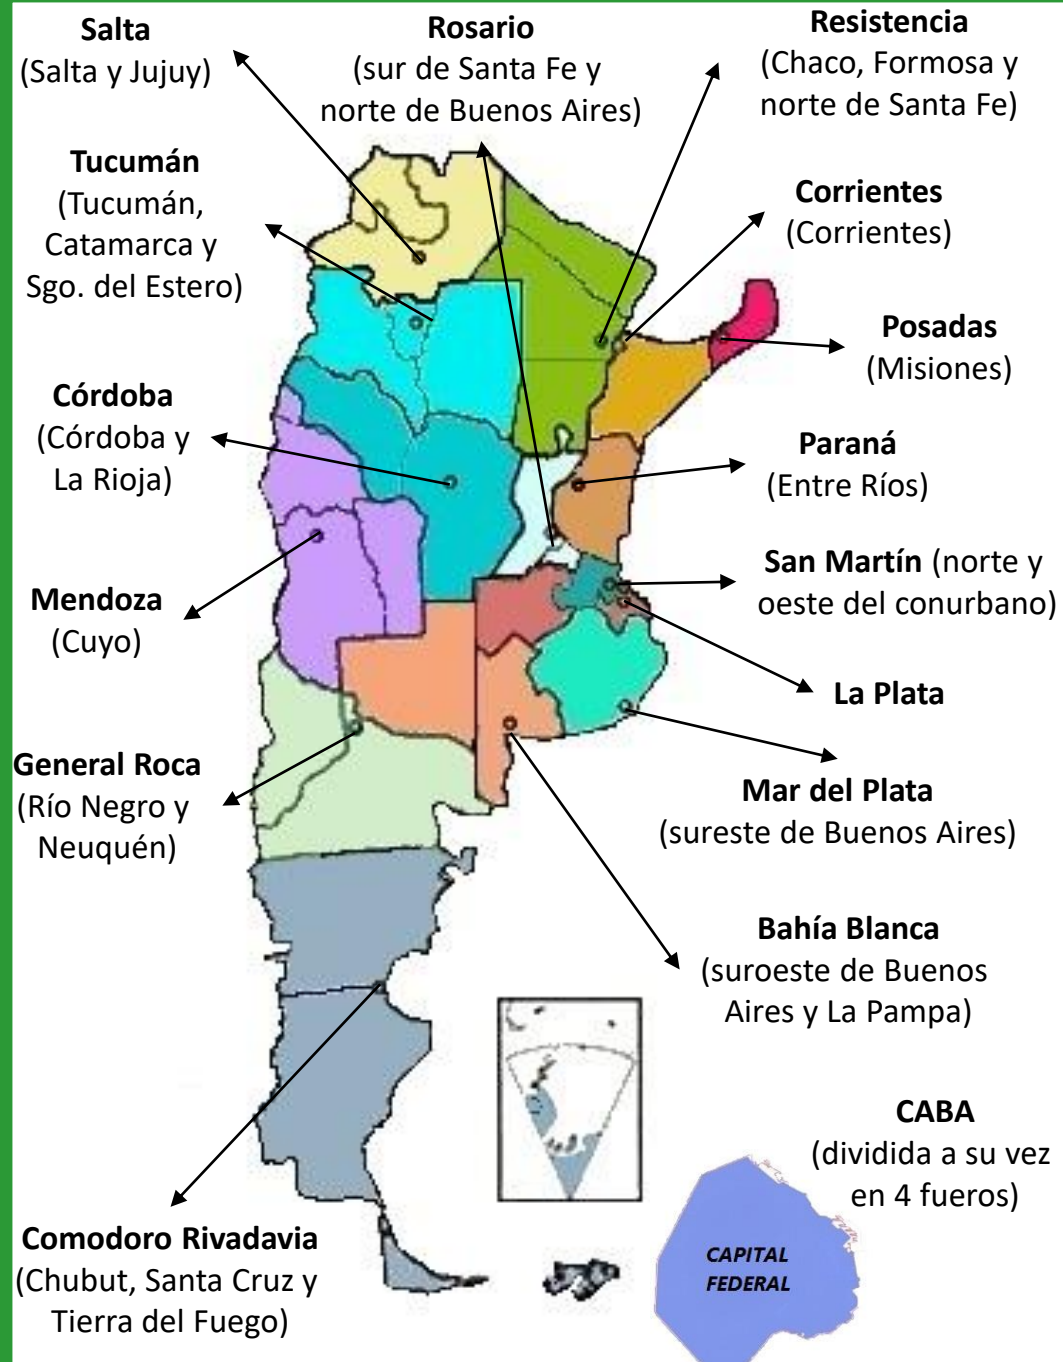 Salta
(Salta y Jujuy)
Rosario
(sur de Santa Fe y
norte de Buenos Aires)
Resistencia
(Chaco, Formosa y
norte de Santa Fe)
Tucumán
(Tucumán,
Catamarca y
Sgo. del Estero)
Corrientes
(Corrientes)
Posadas
(Misiones)
Córdoba
(Córdoba y
La Rioja)
Paraná
(Entre Ríos)
San Martín (norte y
oeste del conurbano)
Mendoza
(Cuyo)
La Plata
General Roca
(Río Negro y
Neuquén)
Mar del Plata
(sureste de Buenos Aires)
Bahía Blanca
(suroeste de Buenos
Aires y La Pampa)
CABA
(dividida a su vez
en 4 fueros)
Comodoro Rivadavia
(Chubut, Santa Cruz y
Tierra del Fuego)
CAPITAL
FEDERAL